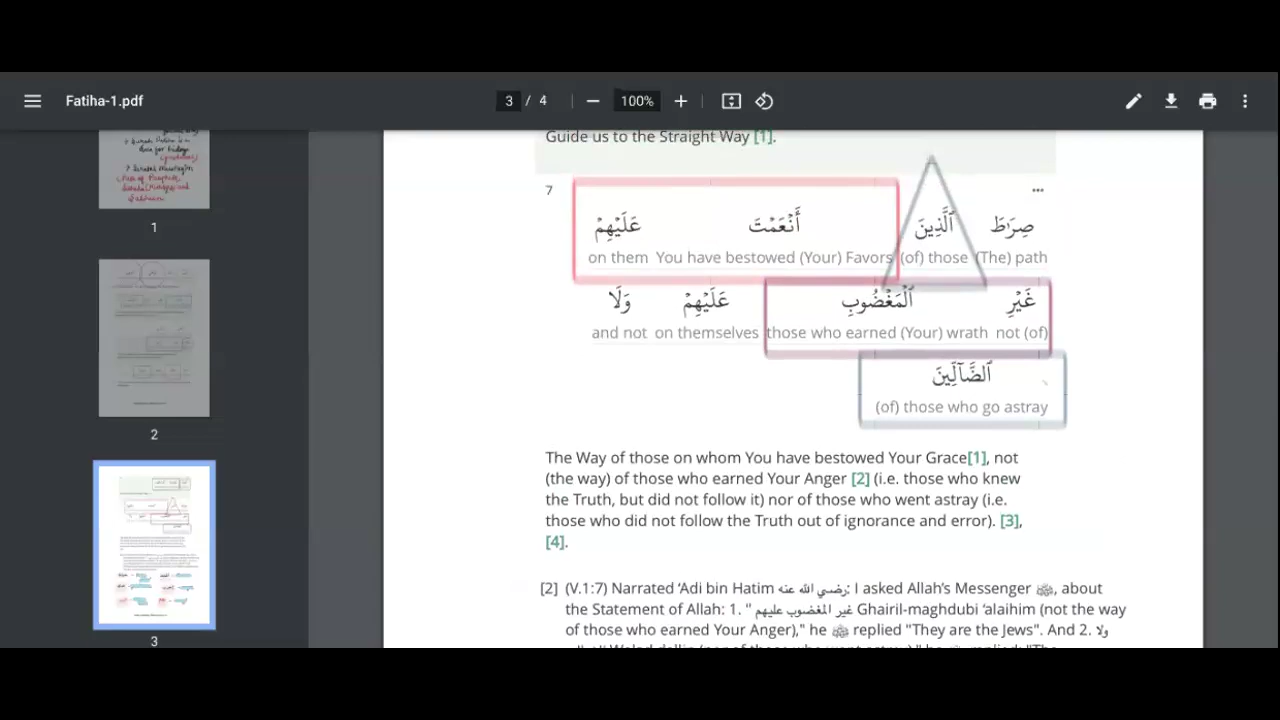 Fatiha-1.pdf
3 / 4
100%
1
2
3
Guide us to the Straight Way [1].
7
صِرَٰطَ ٱلَّذِينَ أَنْعَمْتَ عَلَيْهِمْ
on them You have bestowed (Your) Favors (of) those (The) path
غَيْرِ ٱلْمَغْضُوبِ عَلَيْهِمْ وَلَا
and not on themselves those who earned (Your) wrath not (of)
ٱلضَّآلِّينَ
(of) those who go astray
The Way of those on whom You have bestowed Your Grace[1], not
(the way) of those who earned Your Anger [2] (i.e. those who knew
the Truth, but did not follow it) nor of those who went astray (i.e.
those who did not follow the Truth out of ignorance and error). [3],
[4].
[2] (V.1:7) Narrated ‘Adi bin Hatim رضي الله عنه: I asked Allah’s Messenger ﷺ, about
the Statement of Allah: 1. " غير المغضوب عليهم Ghairil-maghdubi ‘alaihim (not the way
of those who earned Your Anger)," he ﷺ replied "They are the Jews". And 2. ولا